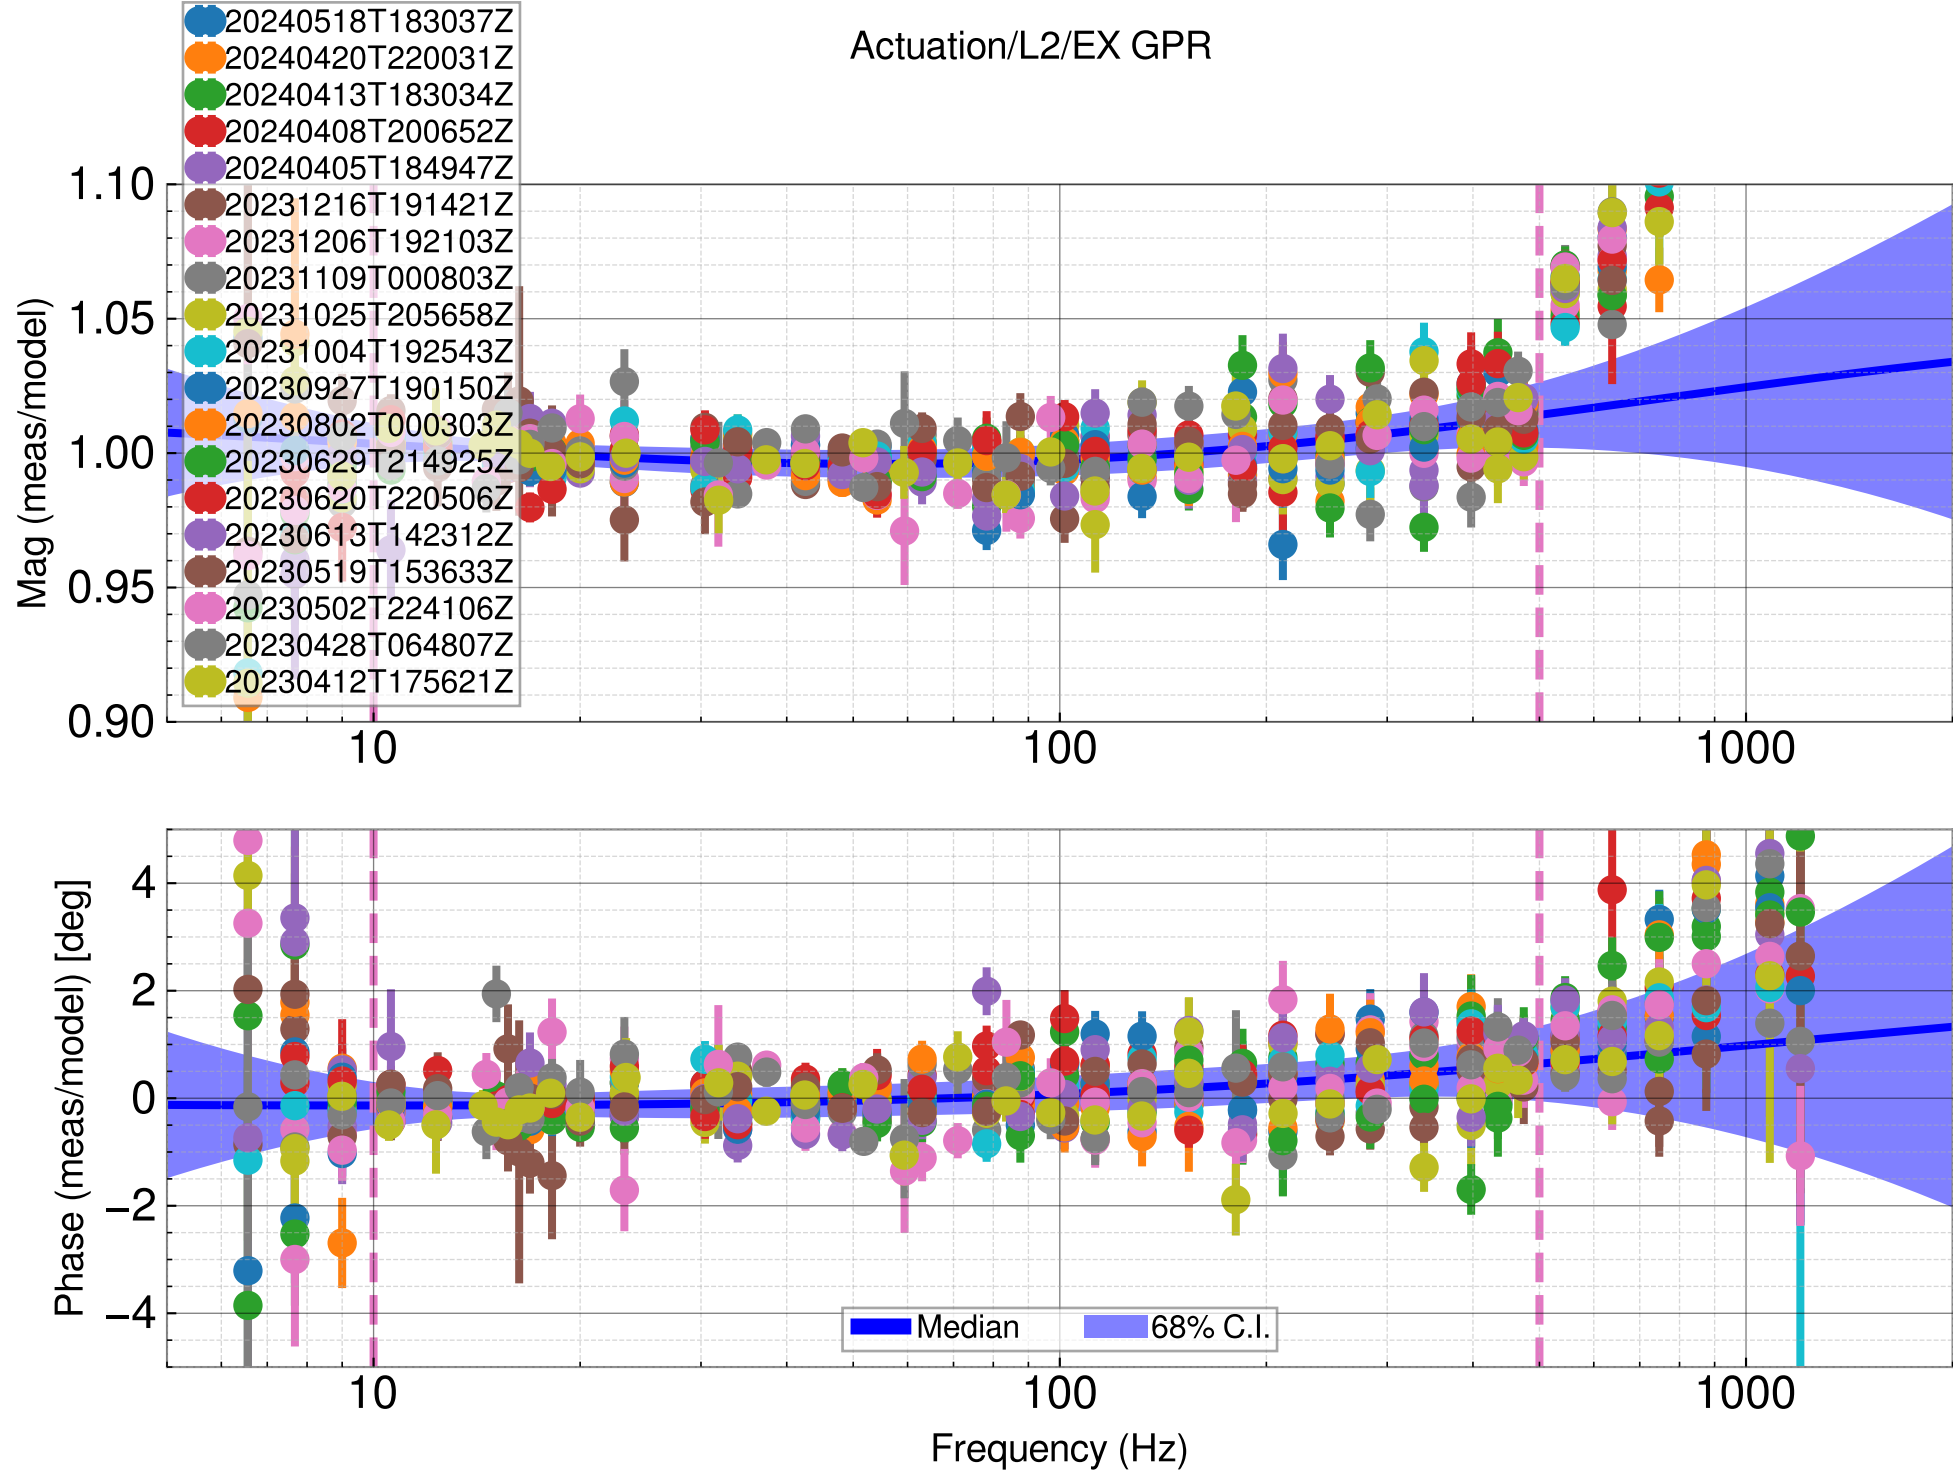 Actuation/L2/EX GPR
20240518T183037Z
20240420T220031Z
20240413T183034Z
20240408T200652Z
20240405T184947Z
20231216T191421Z
20231206T192103Z
20231109T000803Z
20231025T205658Z
20231004T192543Z
20230927T190150Z
20230802T000303Z
20230629T214925Z
20230620T220506Z
20230613T142312Z
20230519T153633Z
20230502T224106Z
20230428T064807Z
20230412T175621Z
Mag (meas/model)
1.10
1.05
1.00
0.95
0.90
10 100 1000
Phase (meas/model) [deg]
4
2
0
−2
−4
Median 68% C.I.
10 100 1000
Frequency (Hz)